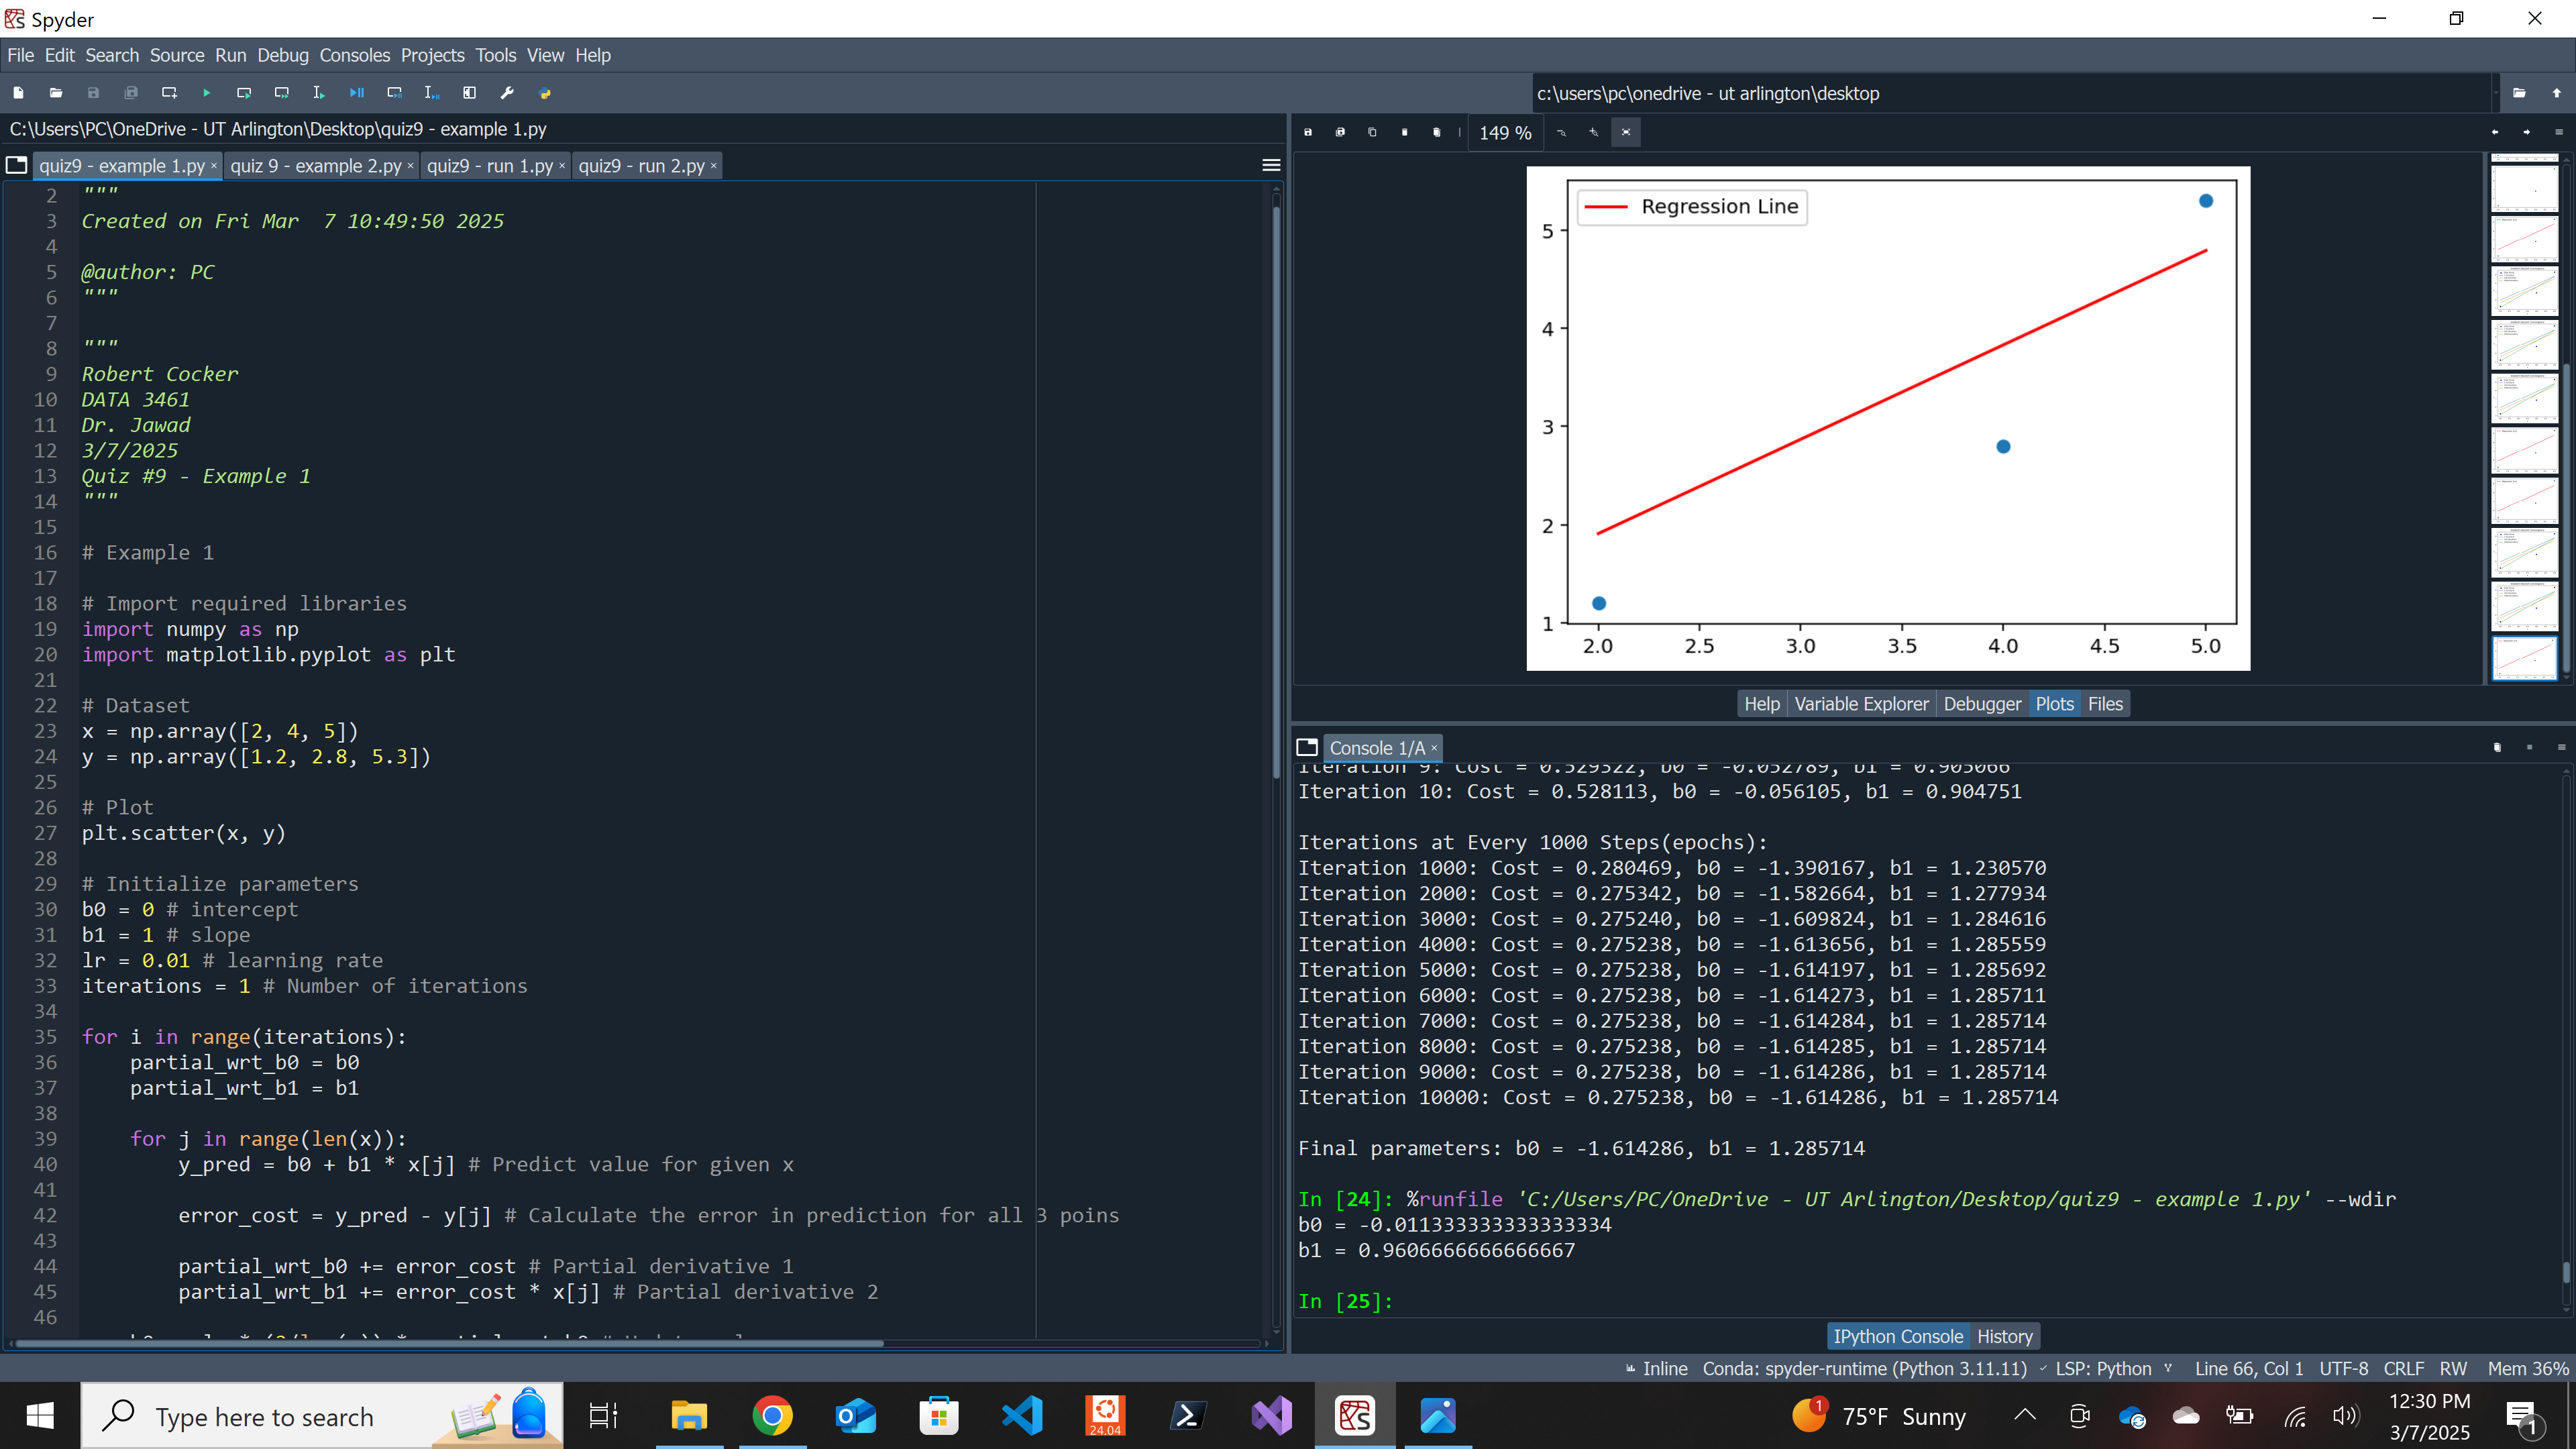 Spyder
File Edit Search Source Run Debug Consoles Projects Tools View Help
c:\users\pc\onedrive - ut arlington\desktop
C:\Users\PC\OneDrive - UT Arlington\Desktop\quiz9 - example 1.py
quiz9 - example 1.py quiz 9 - example 2.py quiz9 - run 1.py quiz9 - run 2.py
2 """
3 Created on Fri Mar  7 10:49:50 2025
4
5 @author: PC
6 """
7
8 """
9 Robert Cocker
10 DATA 3461
11 Dr. Jawad
12 3/7/2025
13 Quiz #9 - Example 1
14 """
15
16 # Example 1
17
18 # Import required libraries
19 import numpy as np
20 import matplotlib.pyplot as plt
21
22 # Dataset
23 x = np.array([2, 4, 5])
24 y = np.array([1.2, 2.8, 5.3])
25
26 # Plot
27 plt.scatter(x, y)
28
29 # Initialize parameters
30 b0 = 0 # intercept
31 b1 = 1 # slope
32 lr = 0.01 # learning rate
33 iterations = 1 # Number of iterations
34
35 for i in range(iterations):
36     partial_wrt_b0 = b0
37     partial_wrt_b1 = b1
38
39     for j in range(len(x)):
40         y_pred = b0 + b1 * x[j] # Predict value for given x
41
42         error_cost = y_pred - y[j] # Calculate the error in prediction for all 3 poins
43
44         partial_wrt_b0 += error_cost # Partial derivative 1
45         partial_wrt_b1 += error_cost * x[j] # Partial derivative 2
46
149 %
Regression Line
5
4
3
2
1
2.0 2.5 3.0 3.5 4.0 4.5 5.0
Help Variable Explorer Debugger Plots Files
Console 1/A
Iteration 9: Cost = 0.529322, b0 = -0.052789, b1 = 0.905066
Iteration 10: Cost = 0.528113, b0 = -0.056105, b1 = 0.904751
Iterations at Every 1000 Steps(epochs):
Iteration 1000: Cost = 0.280469, b0 = -1.390167, b1 = 1.230570
Iteration 2000: Cost = 0.275342, b0 = -1.582664, b1 = 1.277934
Iteration 3000: Cost = 0.275240, b0 = -1.609824, b1 = 1.284616
Iteration 4000: Cost = 0.275238, b0 = -1.613656, b1 = 1.285559
Iteration 5000: Cost = 0.275238, b0 = -1.614197, b1 = 1.285692
Iteration 6000: Cost = 0.275238, b0 = -1.614273, b1 = 1.285711
Iteration 7000: Cost = 0.275238, b0 = -1.614284, b1 = 1.285714
Iteration 8000: Cost = 0.275238, b0 = -1.614285, b1 = 1.285714
Iteration 9000: Cost = 0.275238, b0 = -1.614286, b1 = 1.285714
Iteration 10000: Cost = 0.275238, b0 = -1.614286, b1 = 1.285714
Final parameters: b0 = -1.614286, b1 = 1.285714
In [24]: %runfile 'C:/Users/PC/OneDrive - UT Arlington/Desktop/quiz9 - example 1.py' --wdir
b0 = -0.011333333333333334
b1 = 0.9606666666666667
In [25]:
IPython Console History
Inline Conda: spyder-runtime (Python 3.11.11) LSP: Python Line 66, Col 1 UTF-8 CRLF RW Mem 36%
Type here to search
24.04
1
75°F Sunny
12:30 PM
3/7/2025
1